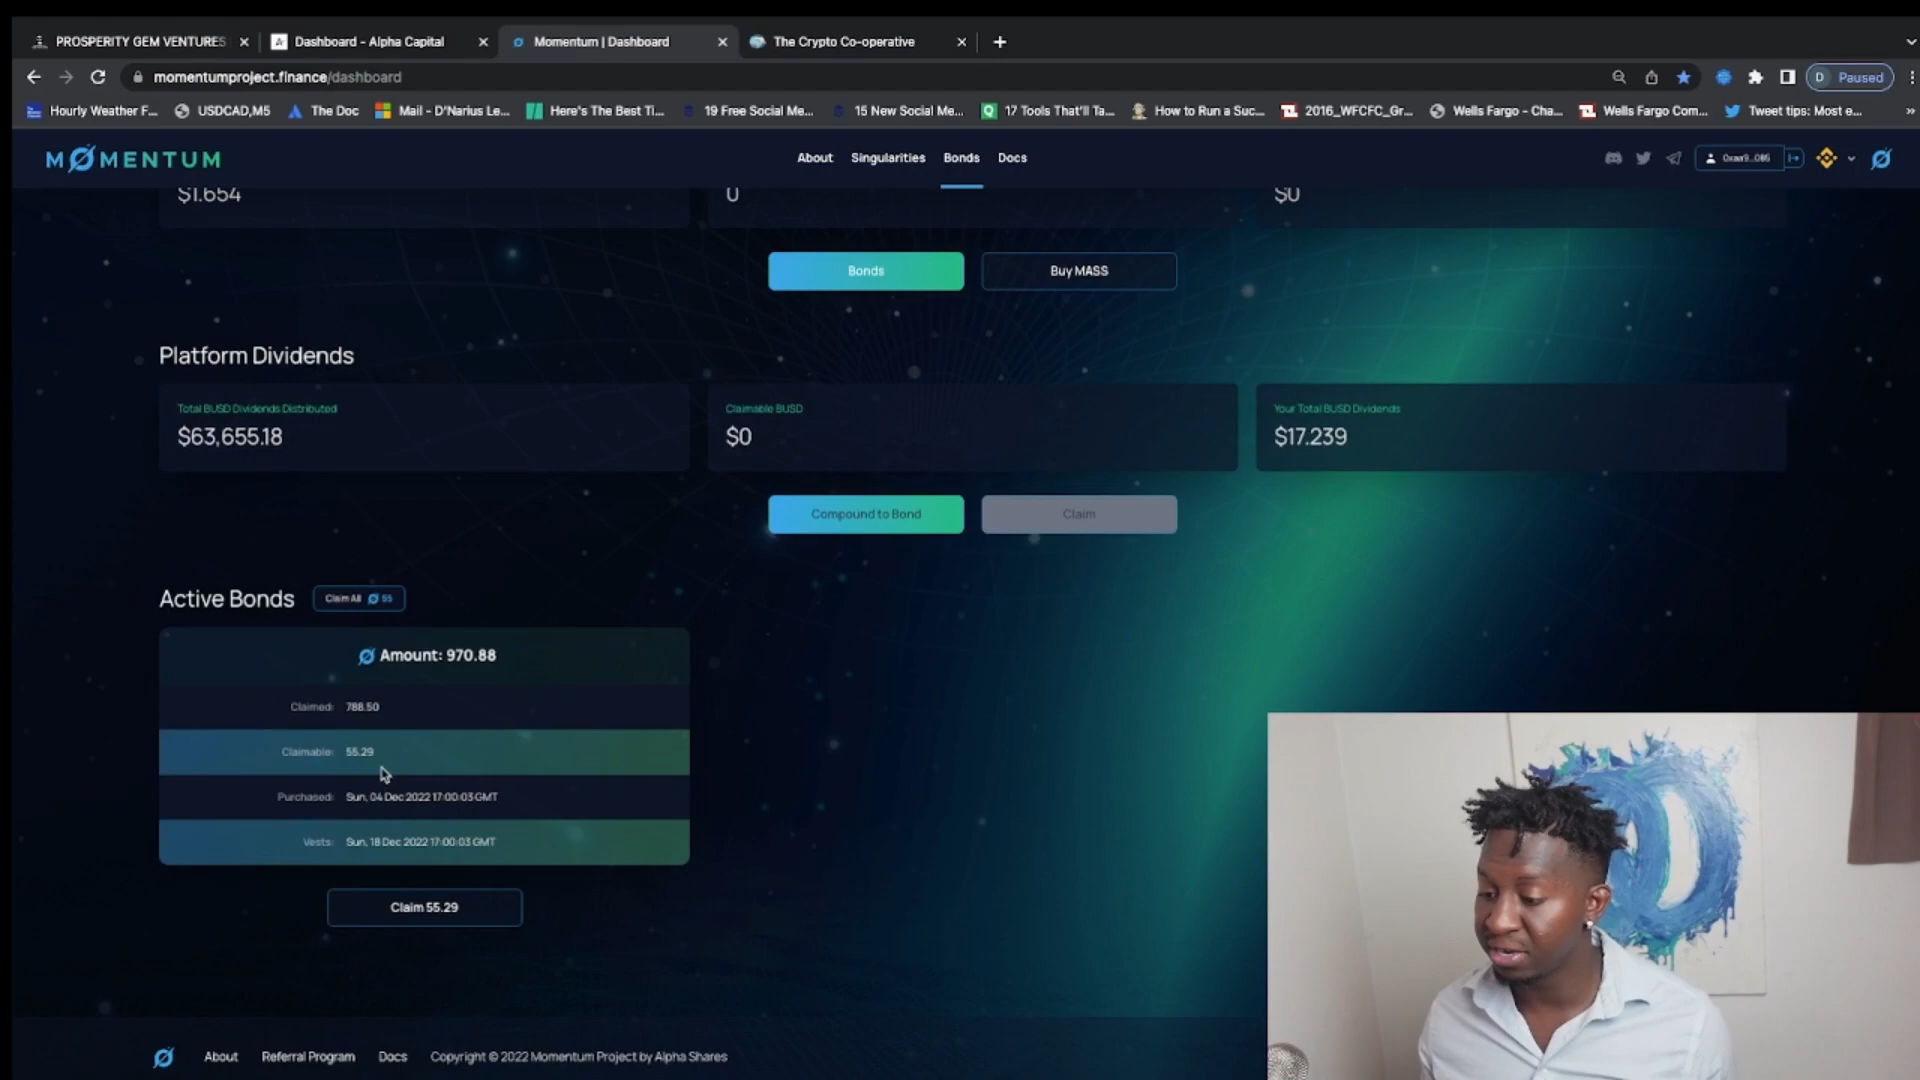 PROSPERITY GEM VENTURES
Dashboard - Alpha Capital
Momentum | Dashboard
The Crypto Co-operative
momentumproject.finance/dashboard
D Paused
Hourly Weather F...
USDCAD,M5
The Doc
Mail - D'Narius Le...
Here's The Best Ti...
19 Free Social Me...
15 New Social Me...
17 Tools That'll Ta...
How to Run a Suc...
2016_WFCFC_Gr...
Wells Fargo - Cha...
Wells Fargo Com...
Tweet tips: Most e...
MØMENTUM
About
Singularities
Bonds
Docs
$1.654
0
$0
Bonds
Buy MASS
Platform Dividends
Total BUSD Dividends Distributed
$63,655.18
Claimable BUSD
$0
Your Total BUSD Dividends
$17.239
Compound to Bond
Claim
Active Bonds
Claim All 55
Amount: 970.88
Claimed: 788.50
Claimable: 55.29
Purchased: Sun, 04 Dec 2022 17:00:03 GMT
Vests: Sun, 18 Dec 2022 17:00:03 GMT
Claim 55.29
About
Referral Program
Docs
Copyright © 2022 Momentum Project by Alpha Shares